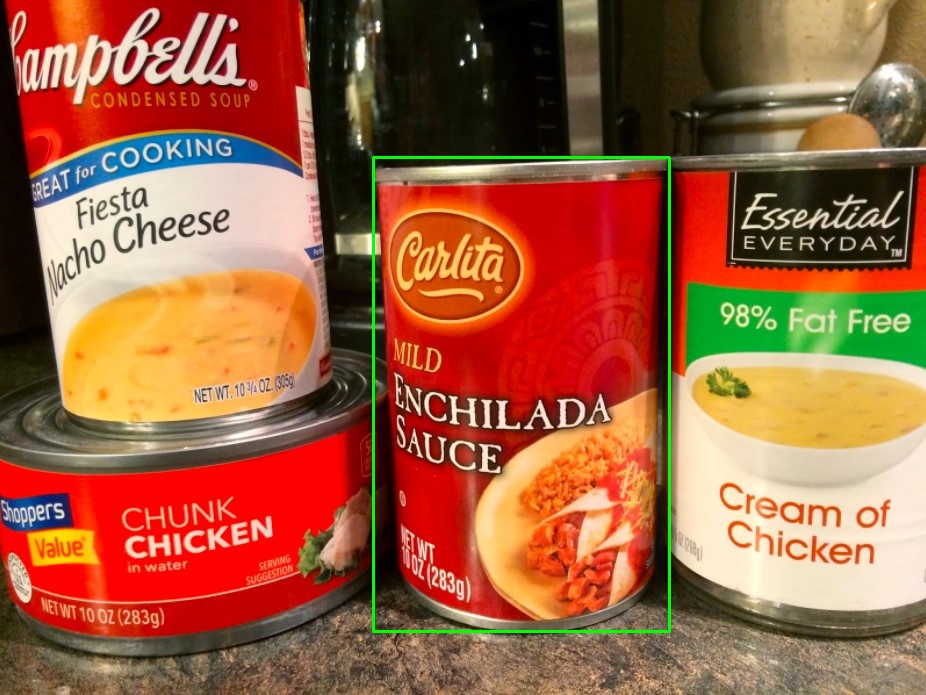 Campbell's®
CONDENSED SOUP
GREAT for COOKING
Fiesta
Nacho Cheese
NET WT. 10 3/4 OZ. (305g)
Shoppers
Value®
CHUNK
CHICKEN
in water
SERVING
SUGGESTION
NET WT 10 OZ (283g)
Carlita®
MILD
ENCHILADA
SAUCE
NET WT
10 OZ (283g)
Essential
EVERYDAY™
98% Fat Free
Cream of
Chicken